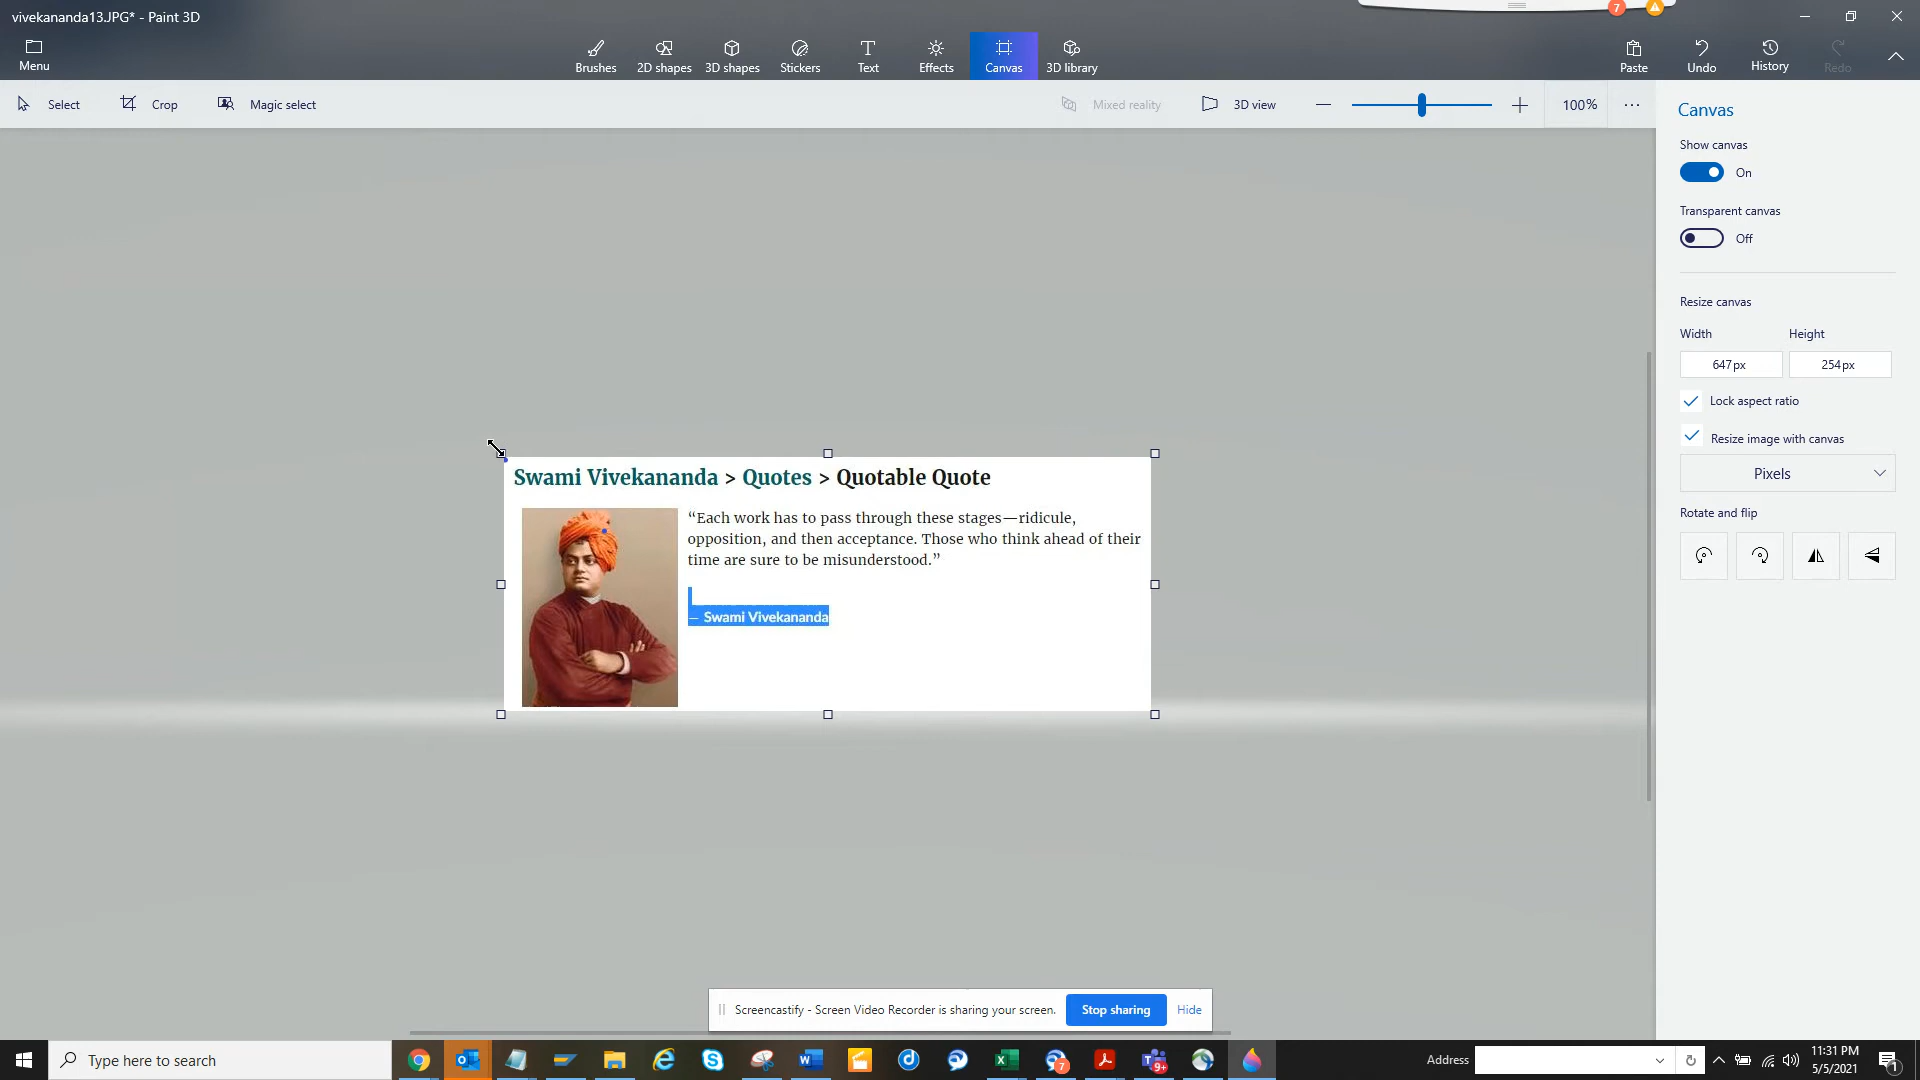 vivekananda13.JPG* - Paint 3D
7
Menu
Brushes
2D shapes
3D shapes
Stickers
Text
Effects
Canvas
3D library
Paste
Undo
History
Redo
Select
Crop
Magic select
Mixed reality
3D view
100%
Canvas
Show canvas
On
Transparent canvas
Off
Resize canvas
Width
Height
647px
254px
Lock aspect ratio
Resize image with canvas
Pixels
Rotate and flip
Swami Vivekananda > Quotes > Quotable Quote
“Each work has to pass through these stages—ridicule,
opposition, and then acceptance. Those who think ahead of their
time are sure to be misunderstood.”
— Swami Vivekananda
Screencastify - Screen Video Recorder is sharing your screen.
Stop sharing
Hide
Type here to search
7
9+
Address
11:31 PM
5/5/2021
1